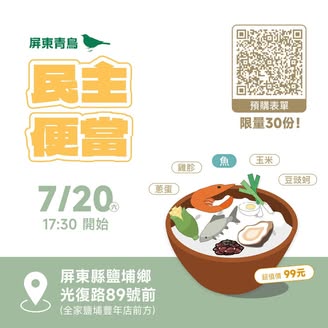 屏東青鳥
民主
便當
預購表單
限量30份！
7/20 六
17:30 開始
魚
雞胗
玉米
蔥蛋
豆豉蚵
超值價 99元
屏東縣鹽埔鄉
光復路89號前
(全家鹽埔豐年店前方)